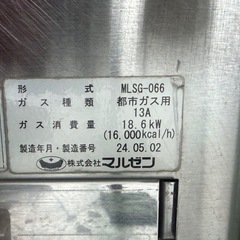 形式 MLSG-066
ガス種類 都市ガス用
13A
ガス消費量 18.6kW
(16,000kcal/h)
製造年月・製造番号 24.05.02
株式会社マルゼン